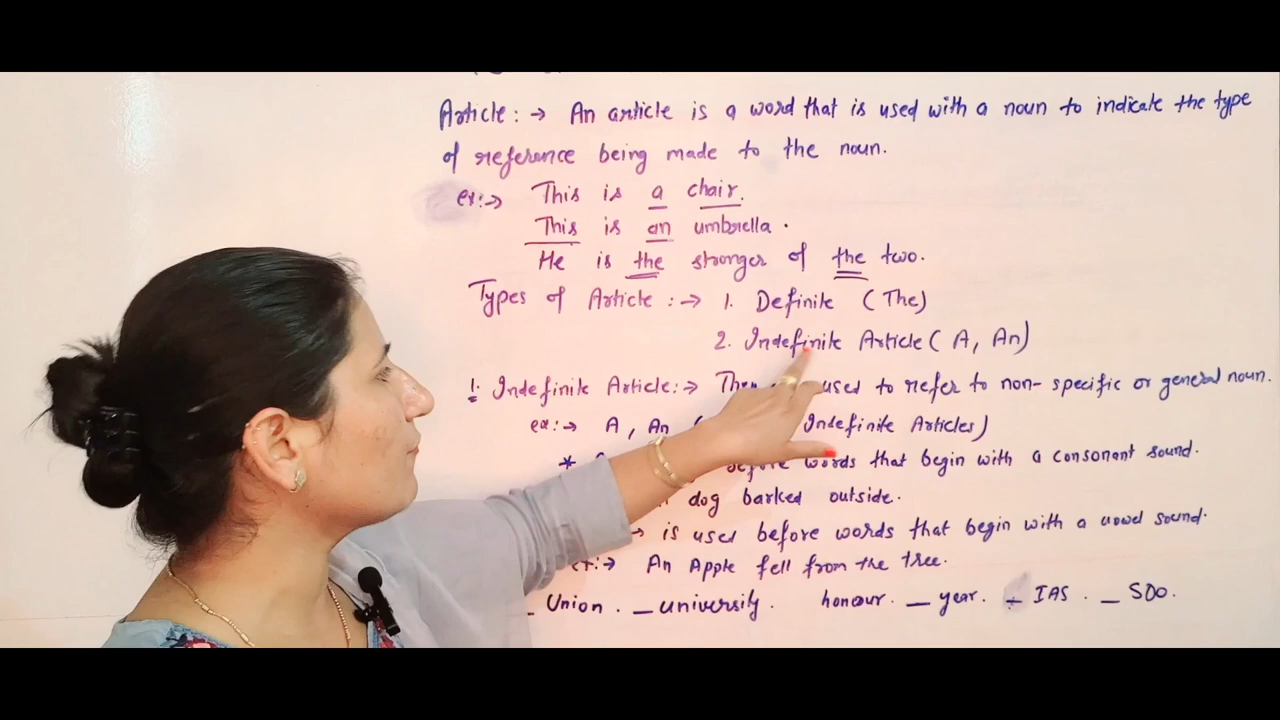 Article :→ An article is a word that is used with a noun to indicate the type
of reference being made to the noun.
ex:→ This is a chair.
This is an umbrella.
He is the stronger of the two.
Types of Article :→ 1. Definite (The)
2. Indefinite Article (A, An)
1. Indefinite Article:→ used to refer to non-specific or general noun.
ex:→ A, An ( Indefinite Articles)
* before words that begin with a consonant sound.
dog barked outside.
→ is used before words that begin with a vowel sound.
ex:→ An Apple fell from the tree.
_ Union. _ university. honour. _ year. _ IAS. _ SDO.